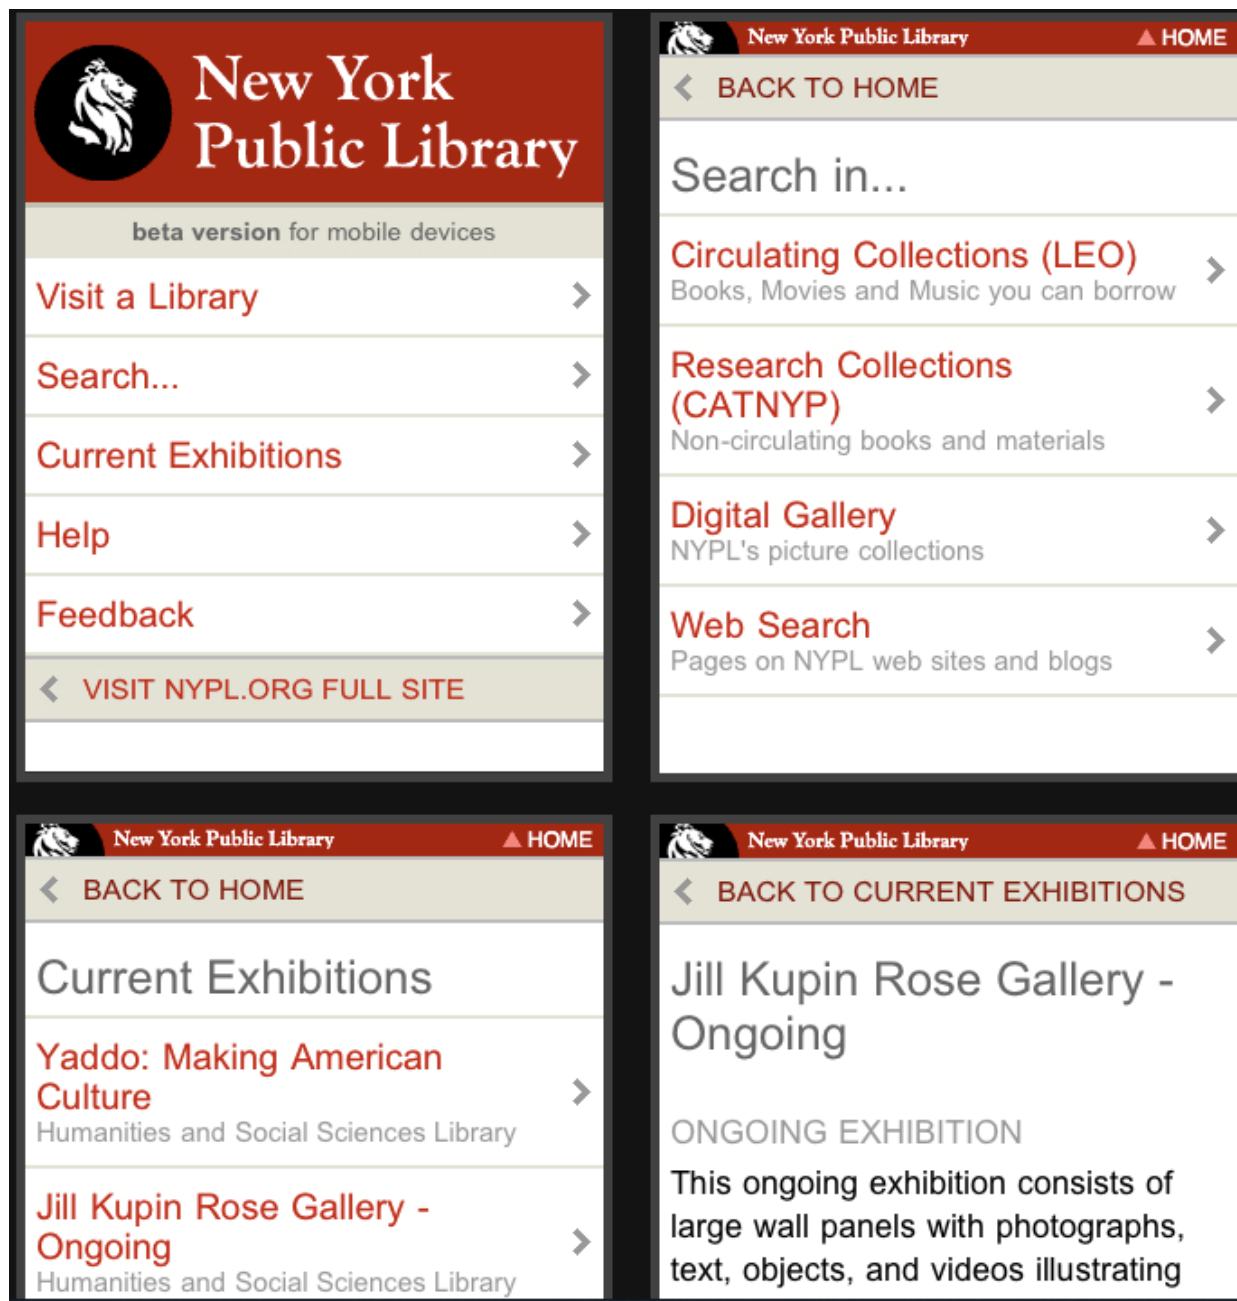 New York
Public Library
beta version for mobile devices
Visit a Library
Search...
Current Exhibitions
Help
Feedback
VISIT NYPL.ORG FULL SITE
New York Public Library
HOME
BACK TO HOME
Search in...
Circulating Collections (LEO)
Books, Movies and Music you can borrow
Research Collections
(CATNYP)
Non-circulating books and materials
Digital Gallery
NYPL's picture collections
Web Search
Pages on NYPL web sites and blogs
New York Public Library
HOME
BACK TO HOME
Current Exhibitions
Yaddo: Making American
Culture
Humanities and Social Sciences Library
Jill Kupin Rose Gallery -
Ongoing
Humanities and Social Sciences Library
New York Public Library
HOME
BACK TO CURRENT EXHIBITIONS
Jill Kupin Rose Gallery -
Ongoing
ONGOING EXHIBITION
This ongoing exhibition consists of
large wall panels with photographs,
text, objects, and videos illustrating